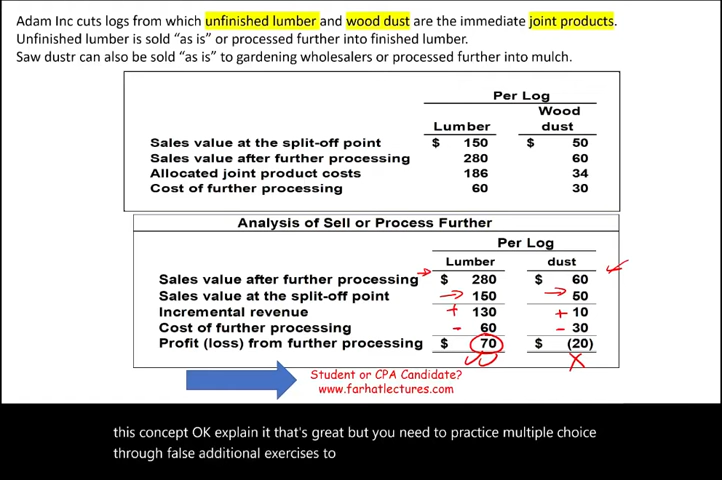 Adam Inc cuts logs from which unfinished lumber and wood dust are the immediate joint products.
Unfinished lumber is sold “as is” or processed further into finished lumber.
Saw dustr can also be sold “as is” to gardening wholesalers or processed further into mulch.
Per Log
Wood
Lumber dust
Sales value at the split-off point $ 150 $ 50
Sales value after further processing 280 60
Allocated joint product costs 186 34
Cost of further processing 60 30
Analysis of Sell or Process Further
Per Log
Lumber dust
Sales value after further processing $ 280 $ 60
Sales value at the split-off point 150 50
Incremental revenue + 130 + 10
Cost of further processing - 60 - 30
Profit (loss) from further processing $ 70 $ (20)
Student or CPA Candidate?
www.farhatlectures.com
this concept OK explain it that's great but you need to practice multiple choice
through false additional exercises to